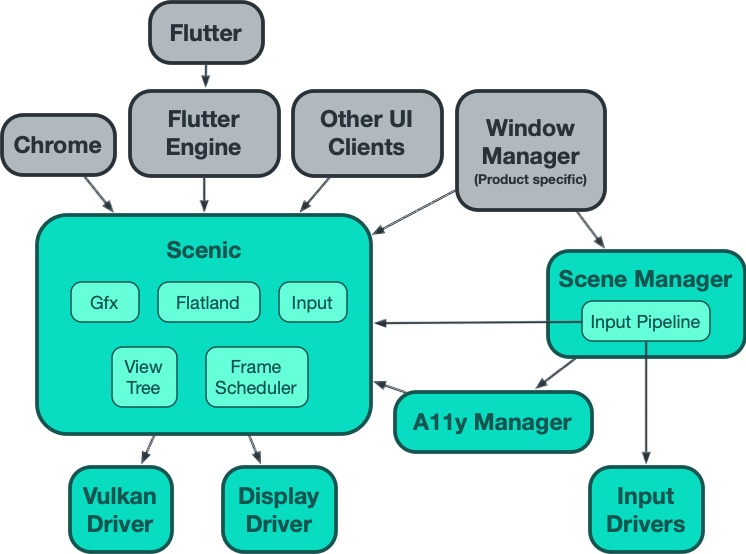 Flutter
Chrome
Flutter
Engine
Other UI
Clients
Window
Manager
(Product specific)
Scenic
Gfx
Flatland
Input
View
Tree
Frame
Scheduler
Scene Manager
Input Pipeline
A11y Manager
Vulkan
Driver
Display
Driver
Input
Drivers